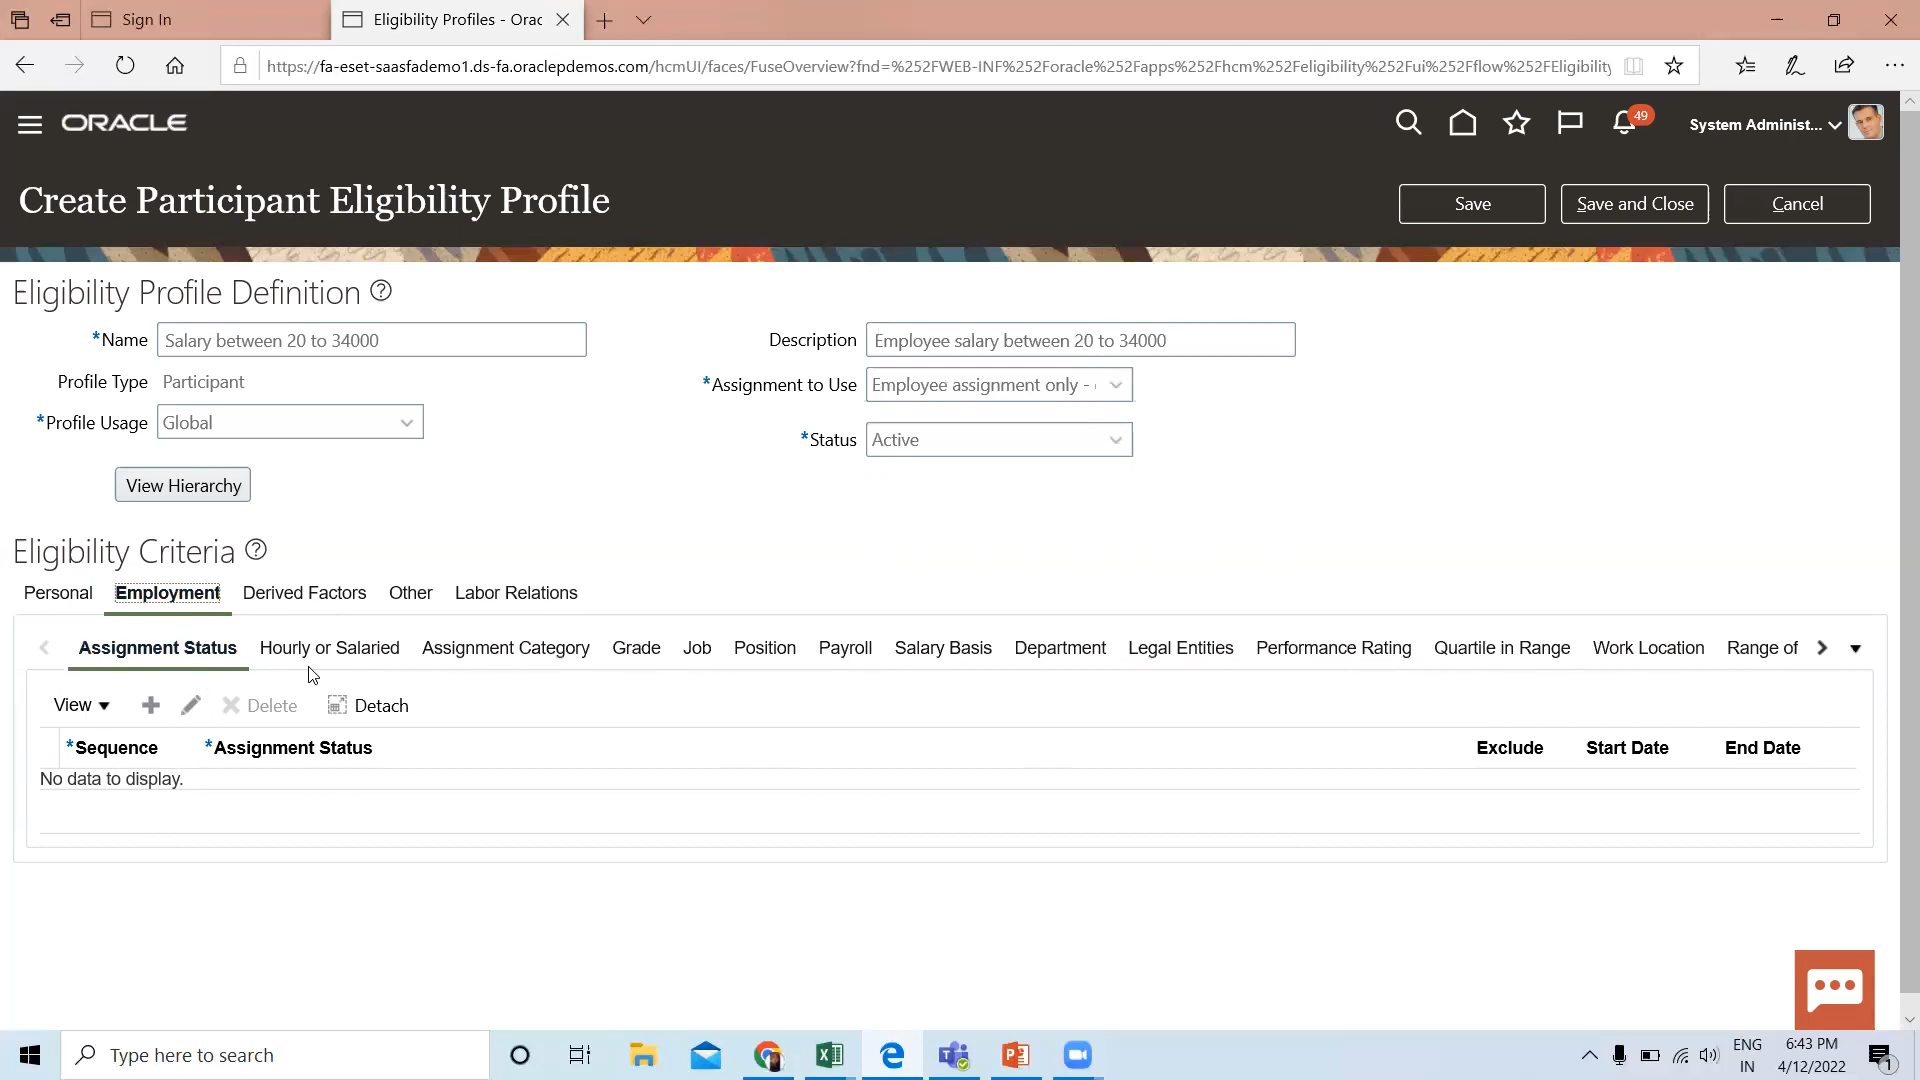 Sign In
Eligibility Profiles - Orac
https://fa-eset-saasfademo1.ds-fa.oraclepdemos.com/hcmUI/faces/FuseOverview?fnd=%252FWEB-INF%252Foracle%252Fapps%252Fhcm%252Feligibility%252Fui%252Fflow%252FEligibility
ORACLE
49
System Administ...
Create Participant Eligibility Profile
Save
Save and Close
Cancel
Eligibility Profile Definition
*Name Salary between 20 to 34000
Description Employee salary between 20 to 34000
Profile Type Participant
*Assignment to Use Employee assignment only -
*Profile Usage Global
*Status Active
View Hierarchy
Eligibility Criteria
Personal Employment Derived Factors Other Labor Relations
Assignment Status Hourly or Salaried Assignment Category Grade Job Position Payroll Salary Basis Department Legal Entities Performance Rating Quartile in Range Work Location Range of
View Delete Detach
*Sequence *Assignment Status Exclude Start Date End Date
No data to display.
Type here to search
ENG
IN
6:43 PM
4/12/2022
1